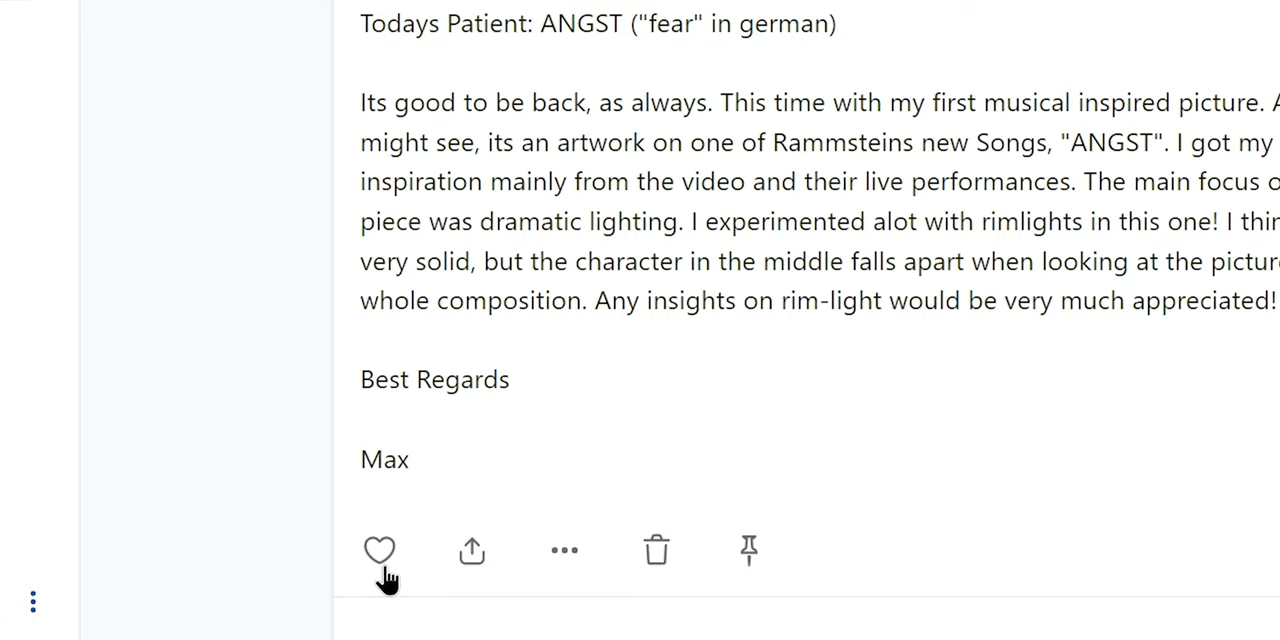 Todays Patient: ANGST ("fear" in german)
Its good to be back, as always. This time with my first musical inspired picture.
might see, its an artwork on one of Rammsteins new Songs, "ANGST". I got my
inspiration mainly from the video and their live performances. The main focus
piece was dramatic lighting. I experimented alot with rimlights in this one! I
very solid, but the character in the middle falls apart when looking at the
whole composition. Any insights on rim-light would be very much appreciated!
Best Regards
Max